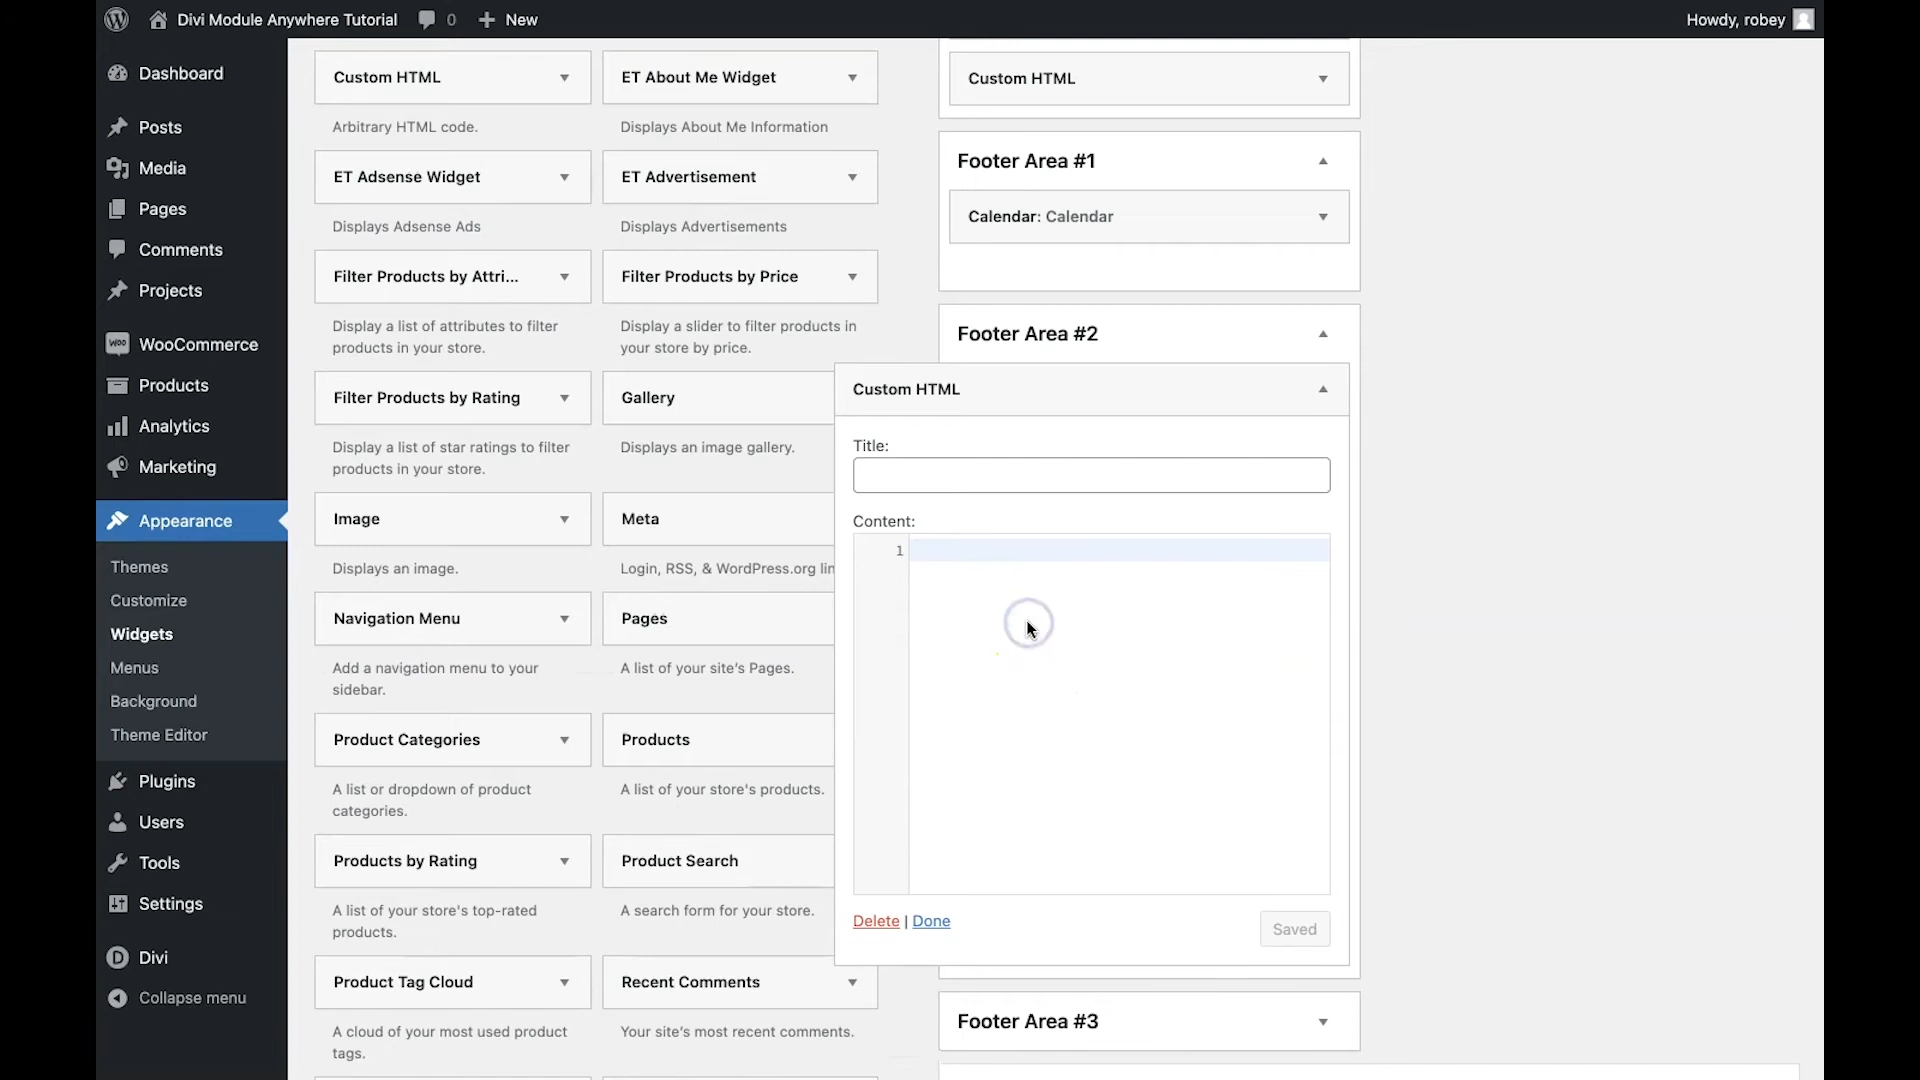 Divi Module Anywhere Tutorial 0 New Howdy, robey
Dashboard
Posts
Media
Pages
Comments
Projects
WOO WooCommerce
Products
Analytics
Marketing
Appearance
Themes
Customize
Widgets
Menus
Background
Theme Editor
Plugins
Users
Tools
Settings
D Divi
Collapse menu
Custom HTML
Arbitrary HTML code.
ET Adsense Widget
Displays Adsense Ads
Filter Products by Attri...
Display a list of attributes to filter
products in your store.
Filter Products by Rating
Display a list of star ratings to filter
products in your store.
Image
Displays an image.
Navigation Menu
Add a navigation menu to your
sidebar.
Product Categories
A list or dropdown of product
categories.
Products by Rating
A list of your store's top-rated
products.
Product Tag Cloud
A cloud of your most used product
tags.
ET About Me Widget
Displays About Me Information
ET Advertisement
Displays Advertisements
Filter Products by Price
Display a slider to filter products in
your store by price.
Gallery
Displays an image gallery.
Meta
Login, RSS, & WordPress.org lin
Pages
A list of your site's Pages.
Products
A list of your store's products.
Product Search
A search form for your store.
Recent Comments
Your site's most recent comments.
Custom HTML
Footer Area #1
Calendar: Calendar
Footer Area #2
Custom HTML
Title:
Content:
1
Delete | Done
Saved
Footer Area #3